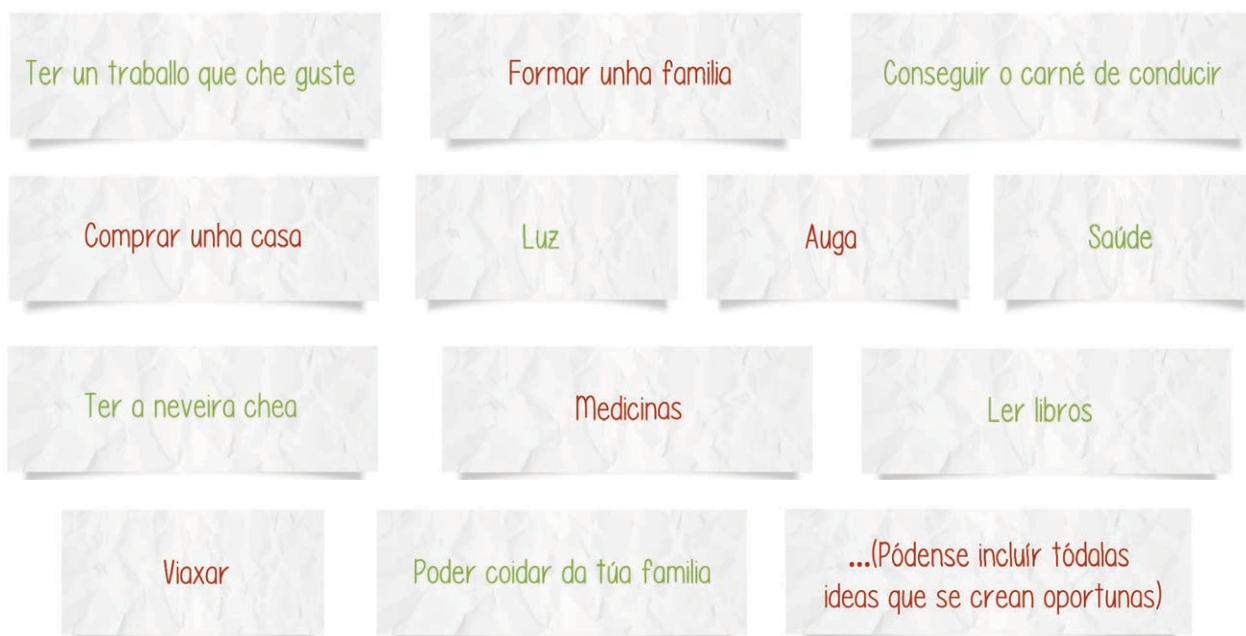 Ter un traballo que che guste
Formar unha familia
Conseguir o carné de conducir
Comprar unha casa
Luz
Auga
Saúde
Ter a neveira chea
Medicinas
Ler libros
Viaxar
Poder coidar da túa familia
...(Pódense incluír tódalas
ideas que se crean oportunas)